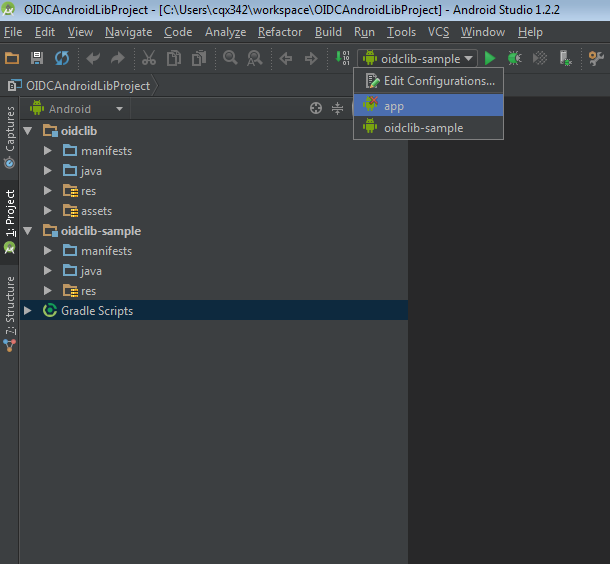 OIDCAndroidLibProject - [C:\Users\cqx342\workspace\OIDCAndroidLibProject] - Android Studio 1.2.2
File Edit View Navigate Code Analyze Refactor Build Run Tools VCS Window Help
oidclib-sample
OIDCAndroidLibProject
Edit Configurations...
app
oidclib-sample
Android
Captures
1: Project
7: Structure
oidclib
manifests
java
res
assets
oidclib-sample
manifests
java
res
Gradle Scripts